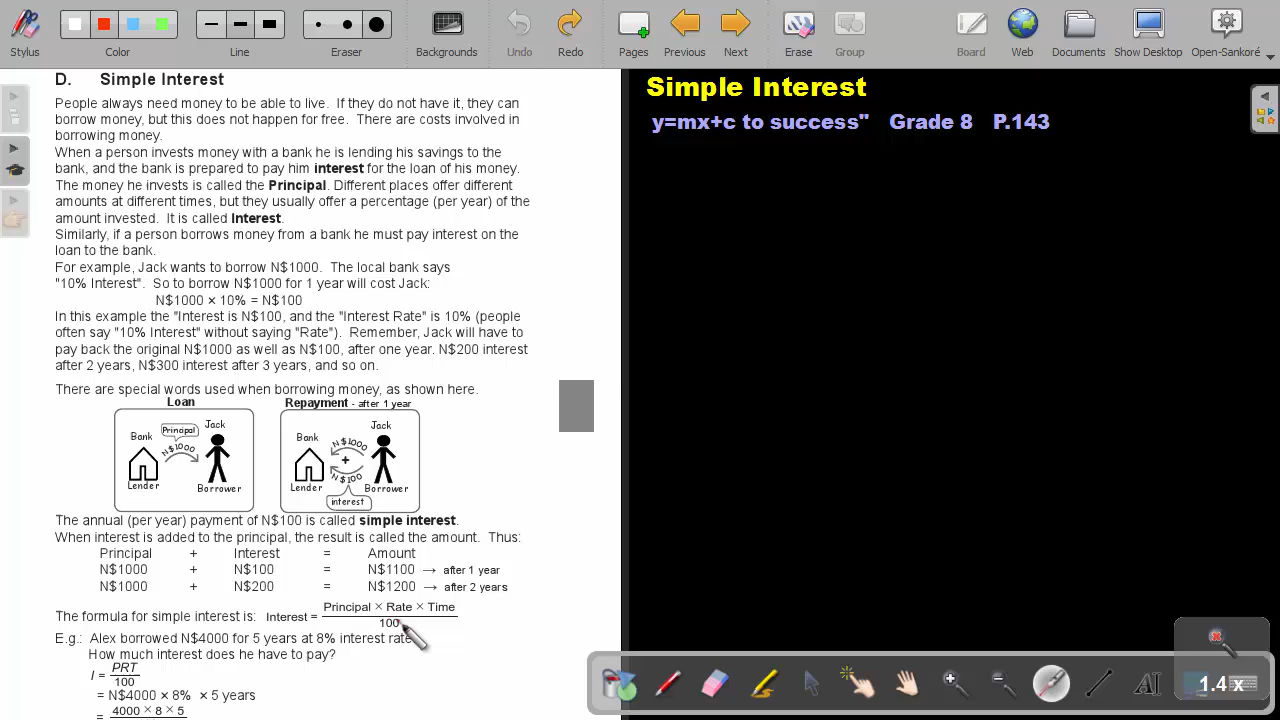 Stylus
Color
Line
Eraser
Backgrounds
Undo
Redo
Pages
Previous
Next
Erase
Group
Board
Web
Documents
Show Desktop
Open-Sankoré
D. Simple Interest
People always need money to be able to live. If they do not have it, they can
borrow money, but this does not happen for free. There are costs involved in
borrowing money.
When a person invests money with a bank he is lending his savings to the
bank, and the bank is prepared to pay him interest for the loan of his money.
The money he invests is called the Principal. Different places offer different
amounts at different times, but they usually offer a percentage (per year) of the
amount invested. It is called Interest.
Similarly, if a person borrows money from a bank he must pay interest on the
loan to the bank.
For example, Jack wants to borrow N$1000. The local bank says
"10% Interest". So to borrow N$1000 for 1 year will cost Jack:
N$1000 × 10% = N$100
In this example the "Interest is N$100, and the "Interest Rate" is 10% (people
often say "10% Interest" without saying "Rate"). Remember, Jack will have to
pay back the original N$1000 as well as N$100, after one year. N$200 interest
after 2 years, N$300 interest after 3 years, and so on.
There are special words used when borrowing money, as shown here.
Loan
Bank
Principal
Jack
N$1000
Lender
Borrower
Repayment - after 1 year
Bank
Jack
N$1000
+
N$100
Lender
Borrower
interest
The annual (per year) payment of N$100 is called simple interest.
When interest is added to the principal, the result is called the amount. Thus:
Principal + Interest = Amount
N$1000 + N$100 = N$1100 → after 1 year
N$1000 + N$200 = N$1200 → after 2 years
The formula for simple interest is: Interest = Principal × Rate × Time
100
E.g.: Alex borrowed N$4000 for 5 years at 8% interest rate
How much interest does he have to pay?
I = PRT
100
= N$4000 × 8% × 5 years
= 4000 × 8 × 5
Simple Interest
y=mx+c to success" Grade 8 P.143
1.4 x